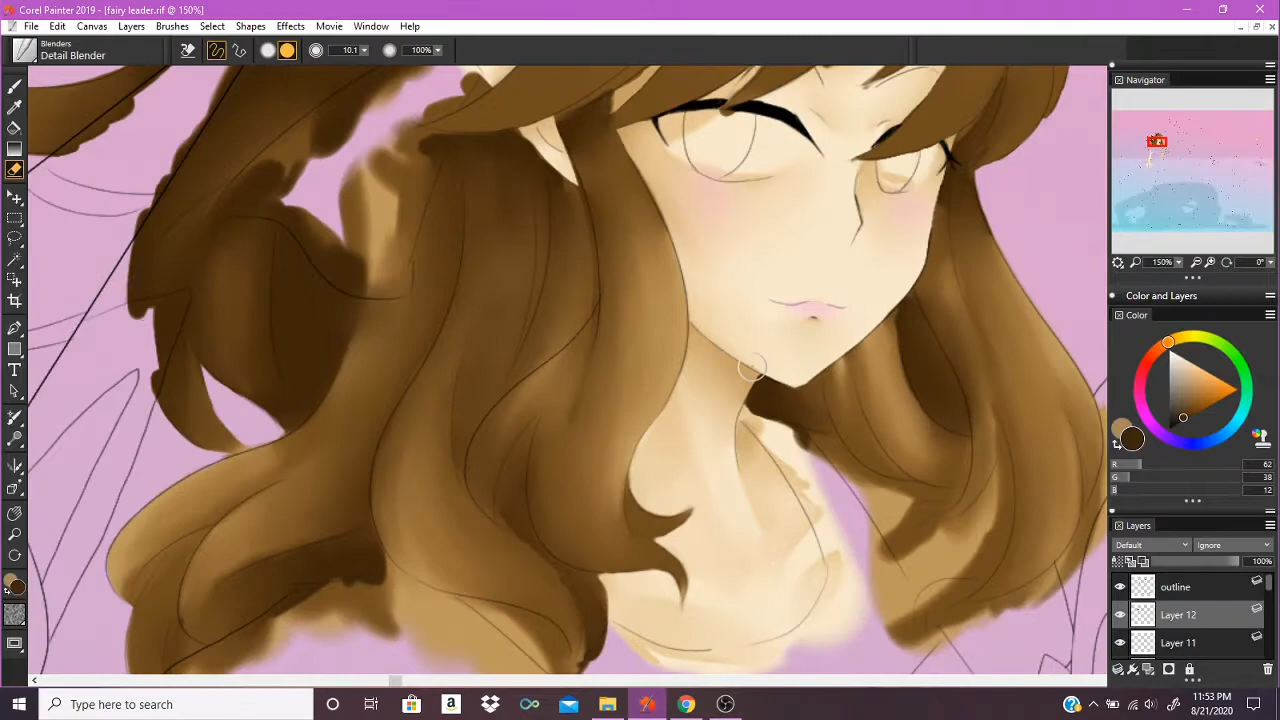 Corel Painter 2019 - [fairy leader.rif @ 150%]
File Edit Canvas Layers Brushes Select Shapes Effects Movie Window Help
Blenders
Detail Blender
10.1
100%
Navigator
150%
0°
Color and Layers
Color
R 62
G 38
B 12
Layers
Default Ignore
100%
outline
Layer 12
Layer 11
T
Type here to search
11:53 PM
8/21/2020